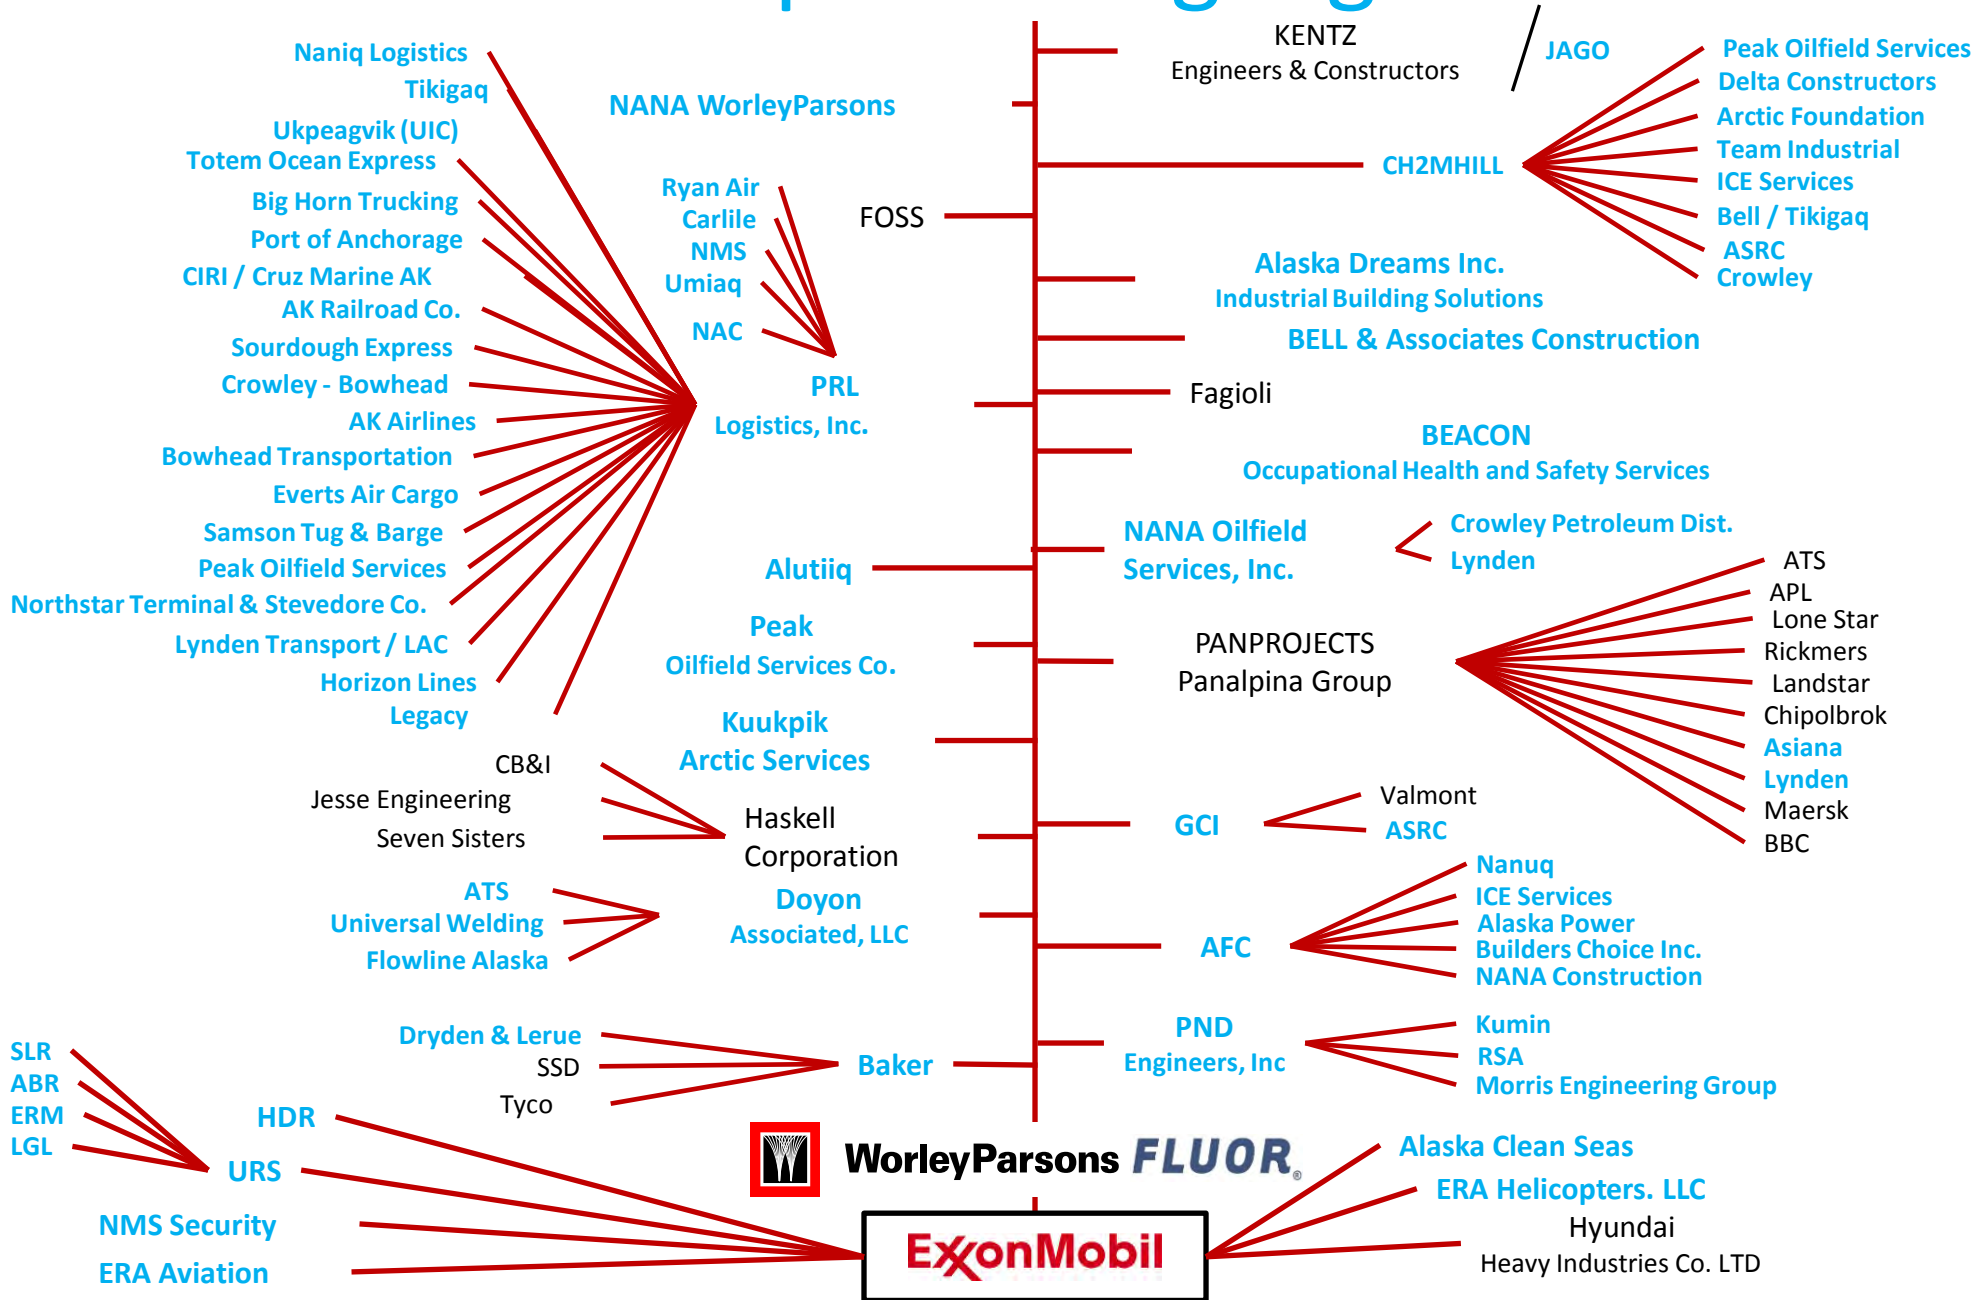 KENTZ
Engineers & Constructors
JAGO
Naniq Logistics
Tikigaq
Ukpeagvik (UIC)
Totem Ocean Express
Big Horn Trucking
Port of Anchorage
CIRI / Cruz Marine AK
AK Railroad Co.
Sourdough Express
Crowley - Bowhead
AK Airlines
Bowhead Transportation
Everts Air Cargo
Samson Tug & Barge
Peak Oilfield Services
Northstar Terminal & Stevedore Co.
Lynden Transport / LAC
Horizon Lines
Legacy
NANA WorleyParsons
Ryan Air
Carlile
NMS
Umiaq
NAC
FOSS
PRL
Logistics, Inc.
Alutiiq
Peak
Oilfield Services Co.
Kuukpik
Arctic Services
CB&I
Jesse Engineering
Seven Sisters
Haskell
Corporation
ATS
Universal Welding
Flowline Alaska
Doyon
Associated, LLC
Dryden & Lerue
SSD
Tyco
Baker
SLR
ABR
ERM
LGL
HDR
URS
NMS Security
ERA Aviation
Peak Oilfield Services
Delta Constructors
Arctic Foundation
Team Industrial
ICE Services
Bell / Tikigaq
ASRC
Crowley
CH2MHILL
Alaska Dreams Inc.
Industrial Building Solutions
BELL & Associates Construction
Fagioli
BEACON
Occupational Health and Safety Services
NANA Oilfield
Services, Inc.
Crowley Petroleum Dist.
Lynden
PANPROJECTS
Panalpina Group
ATS
APL
Lone Star
Rickmers
Landstar
Chipolbrok
Asiana
Lynden
Maersk
BBC
GCI
Valmont
ASRC
AFC
Nanuq
ICE Services
Alaska Power
Builders Choice Inc.
NANA Construction
PND
Engineers, Inc
Kumin
RSA
Morris Engineering Group
WorleyParsons FLUOR®
ExxonMobil
Alaska Clean Seas
ERA Helicopters. LLC
Hyundai
Heavy Industries Co. LTD